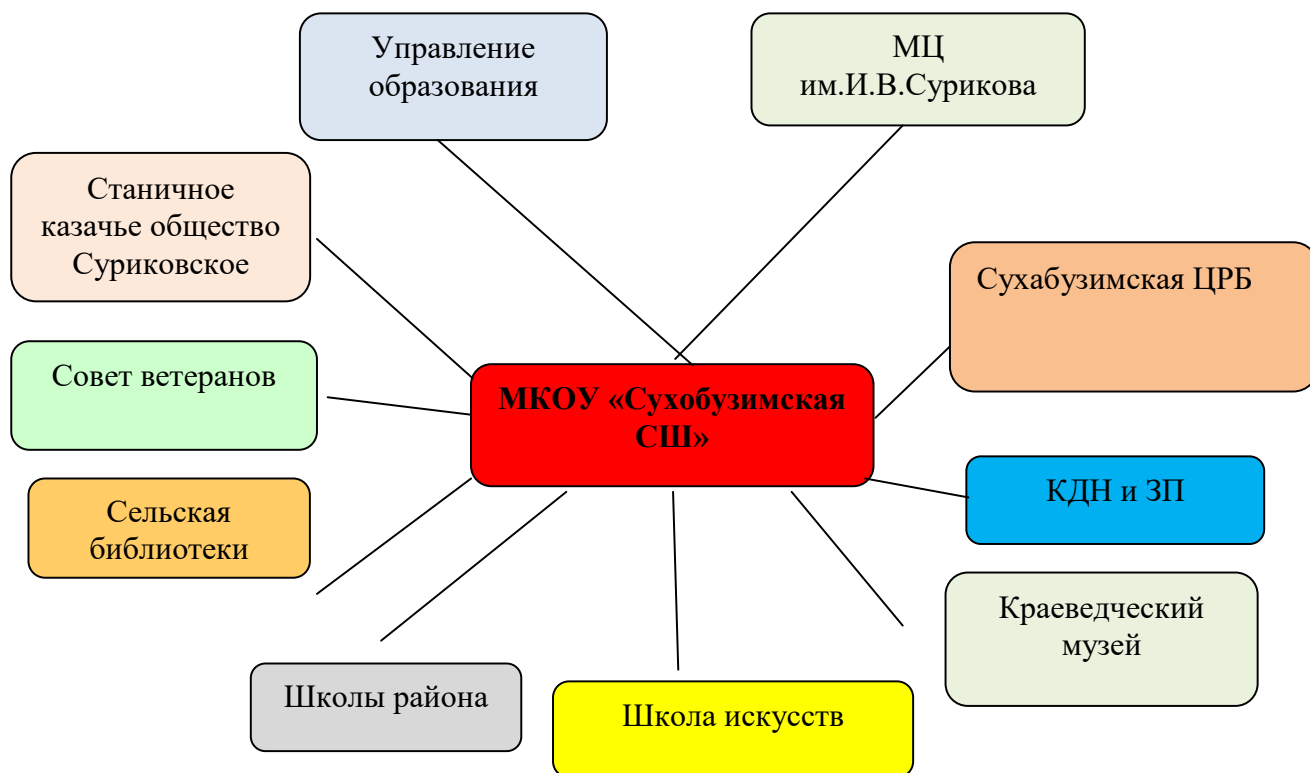 Управление
образования
МЦ
им.И.В.Сурикова
Станичное
казачье общество
Суриковское
Сухабузимская ЦРБ
Совет ветеранов
МКОУ «Сухобузимская
СШ»
Сельская
библиотеки
КДН и ЗП
Краеведческий
музей
Школы района
Школа искусств